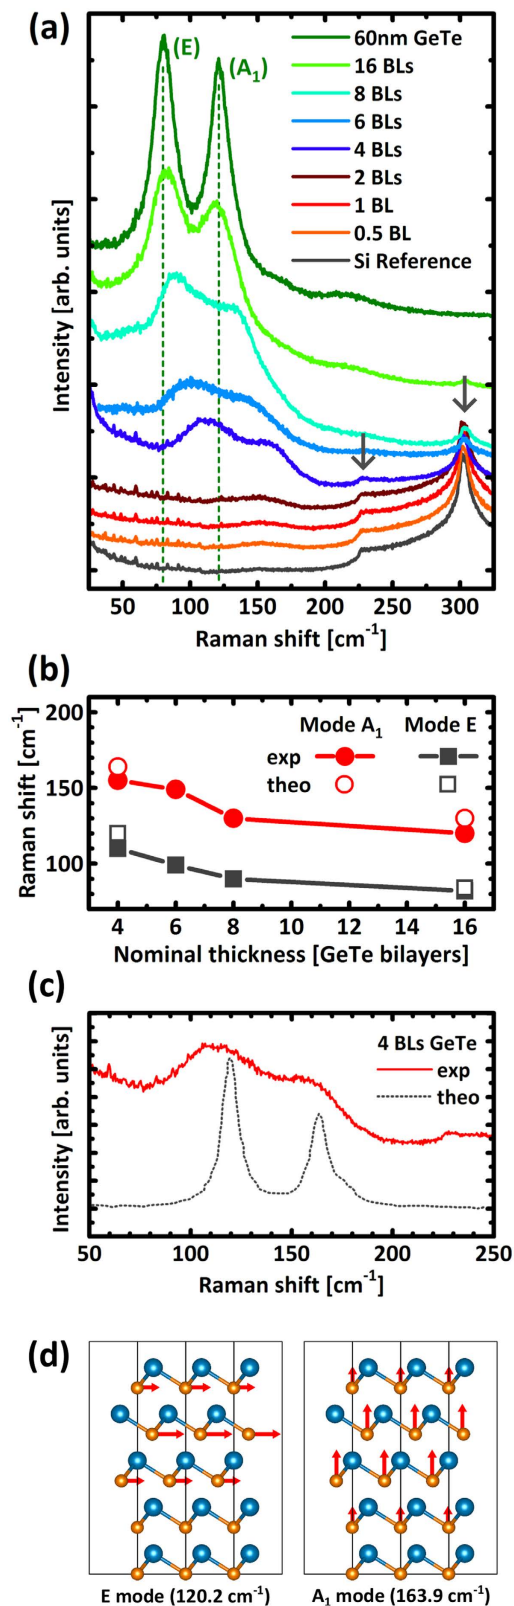 (a)
(E)
(A1)
60nm GeTe
16 BLs
8 BLs
6 BLs
4 BLs
2 BLs
1 BL
0.5 BL
Si Reference
Intensity [arb. units]
50 100 150 200 250 300
Raman shift [cm-1]
(b)
Mode A1 Mode E
exp
theo
200
150
100
Raman shift [cm-1]
4 6 8 10 12 14 16
Nominal thickness [GeTe bilayers]
(c)
4 BLs GeTe
exp
theo
Intensity [arb. units]
50 100 150 200 250
Raman shift [cm-1]
(d)
E mode (120.2 cm-1) A1 mode (163.9 cm-1)